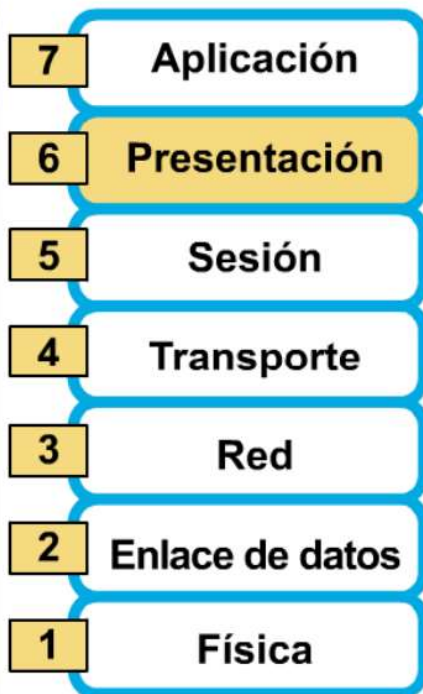 7 Aplicación
6 Presentación
5 Sesión
4 Transporte
3 Red
2 Enlace de datos
1 Física